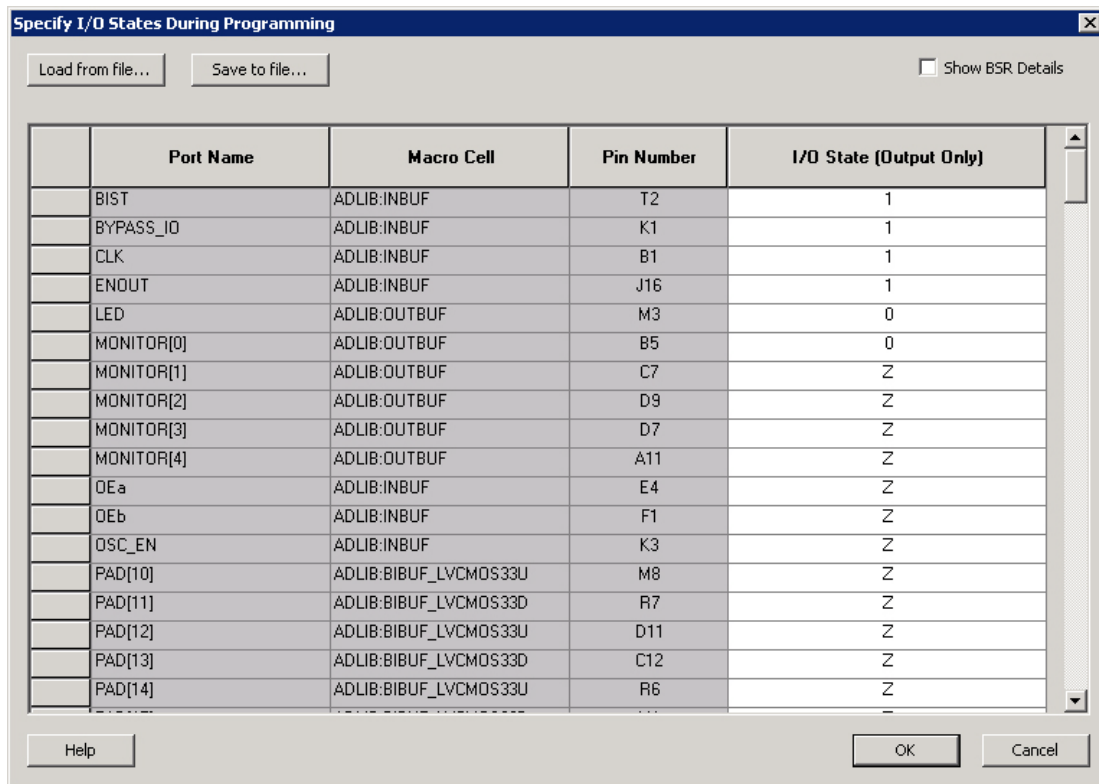 Specify I/O States During Programming
Load from file... Save to file... Show BSR Details
Port Name Macro Cell Pin Number I/O State (Output Only)
BIST ADLIB:INBUF T2 1
BYPASS_IO ADLIB:INBUF K1 1
CLK ADLIB:INBUF B1 1
ENOUT ADLIB:INBUF J16 1
LED ADLIB:OUTBUF M3 0
MONITOR[0] ADLIB:OUTBUF B5 0
MONITOR[1] ADLIB:OUTBUF C7 Z
MONITOR[2] ADLIB:OUTBUF D9 Z
MONITOR[3] ADLIB:OUTBUF D7 Z
MONITOR[4] ADLIB:OUTBUF A11 Z
OEa ADLIB:INBUF E4 Z
OEb ADLIB:INBUF F1 Z
OSC_EN ADLIB:INBUF K3 Z
PAD[10] ADLIB:BIBUF_LVCMOS33U M8 Z
PAD[11] ADLIB:BIBUF_LVCMOS33D R7 Z
PAD[12] ADLIB:BIBUF_LVCMOS33U D11 Z
PAD[13] ADLIB:BIBUF_LVCMOS33D C12 Z
PAD[14] ADLIB:BIBUF_LVCMOS33U R6 Z
Help OK Cancel